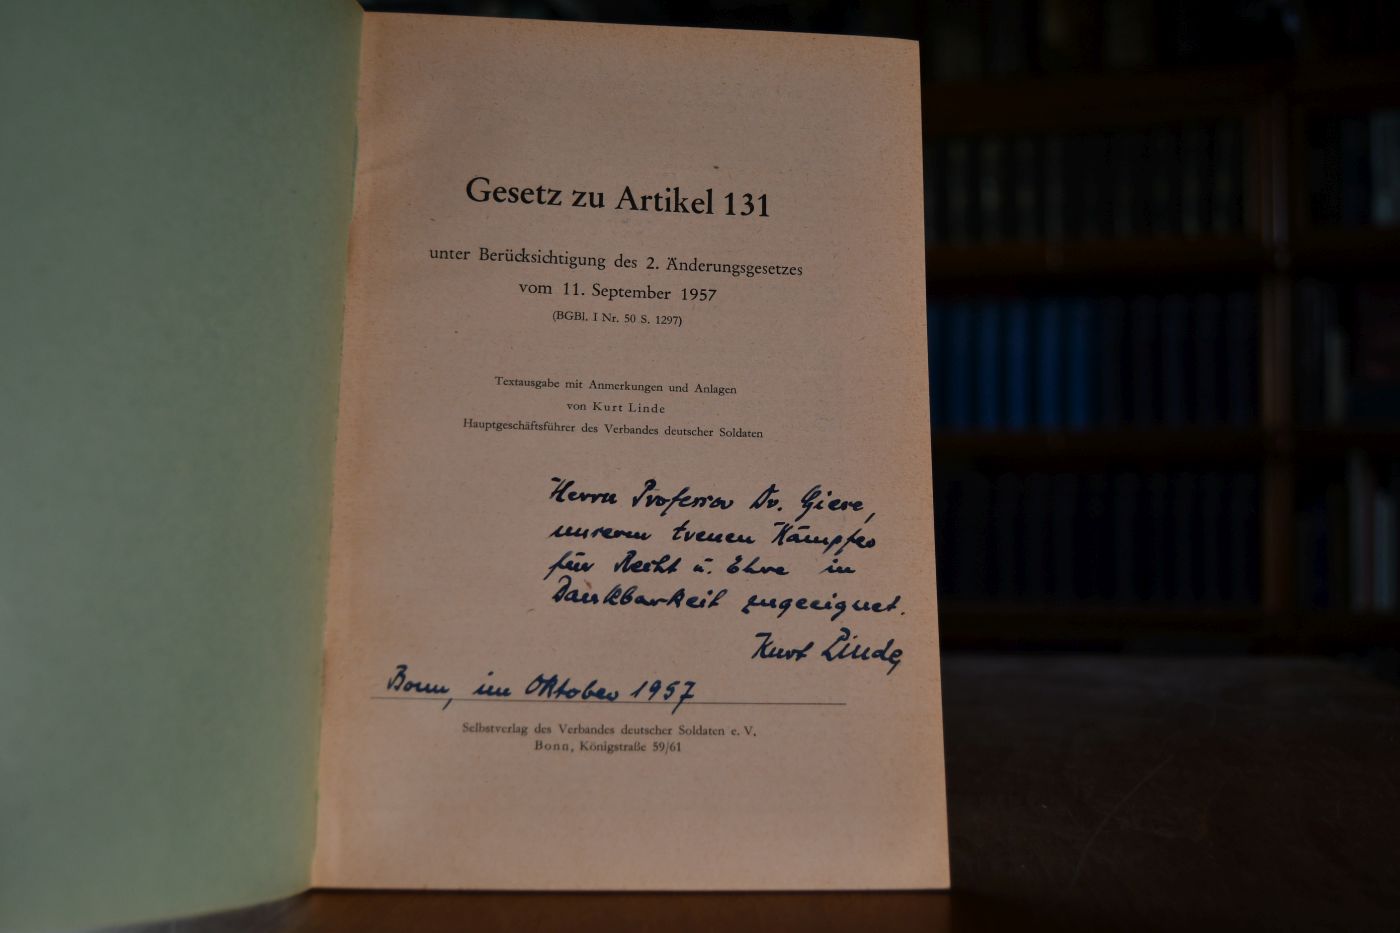 Gesetz zu Artikel 131
unter Berücksichtigung des 2. Änderungsgesetzes
vom 11. September 1957
(BGBl. I Nr. 50 S. 1297)
Textausgabe mit Anmerkungen und Anlagen
von Kurt Linde
Hauptgeschäftsführer des Verbandes deutscher Soldaten
Herrn Professor Dr. Giere,
unserem treuen Kämpfer
für Recht u. Ehre in
Dankbarkeit zugeeignet.
Kurt Linde
Bonn, im Oktober 1957
Selbstverlag des Verbandes deutscher Soldaten e. V.
Bonn, Königstraße 59/61